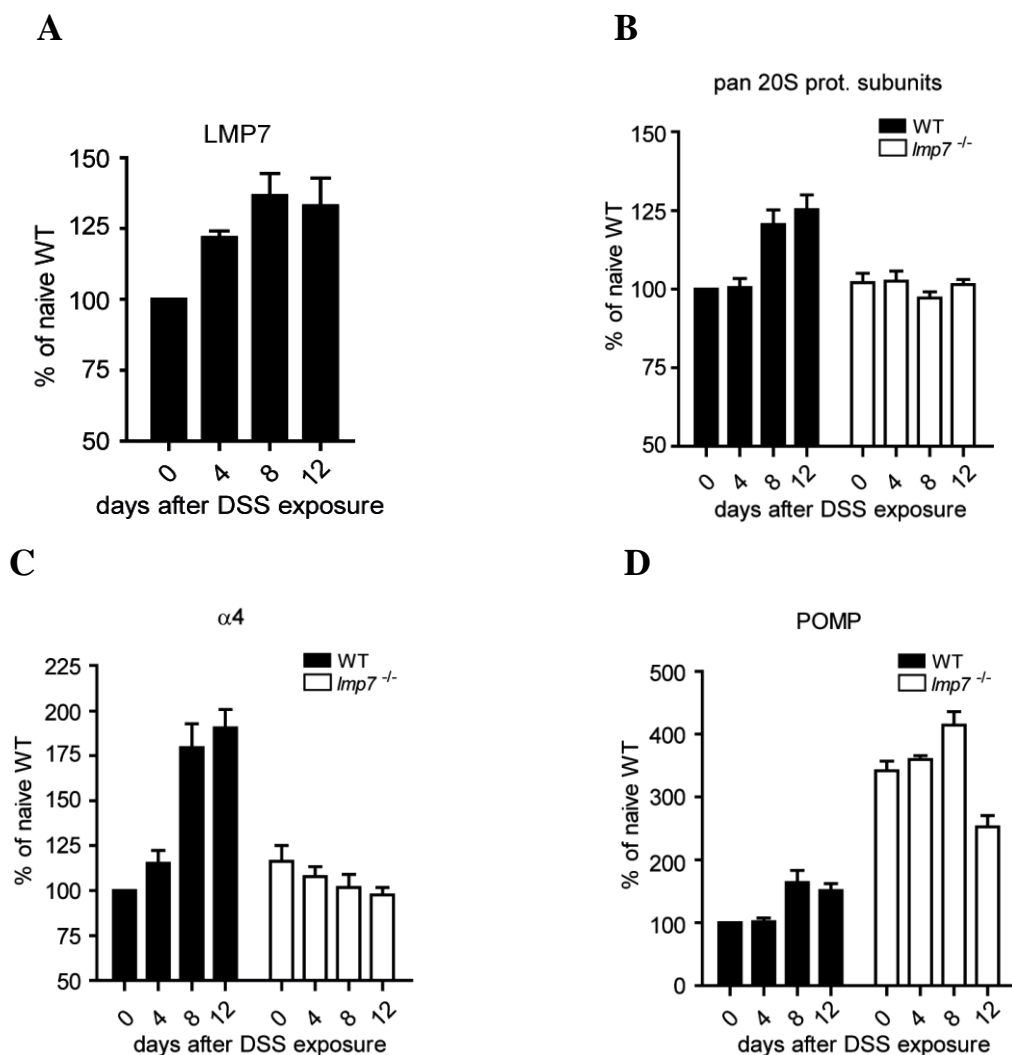 A
LMP7
% of naive WT
150
125
100
75
50
0 4 8 12
days after DSS exposure
B
pan 20S prot. subunits
WT
lmp7 -/-
% of naive WT
150
125
100
75
50
0 4 8 12 0 4 8 12
days after DSS exposure
C
α4
WT
lmp7 -/-
% of naive WT
225
200
175
150
125
100
75
50
0 4 8 12 0 4 8 12
days after DSS exposure
D
POMP
WT
lmp7 -/-
% of naive WT
500
400
300
200
100
0
0 4 8 12 0 4 8 12
days after DSS exposure